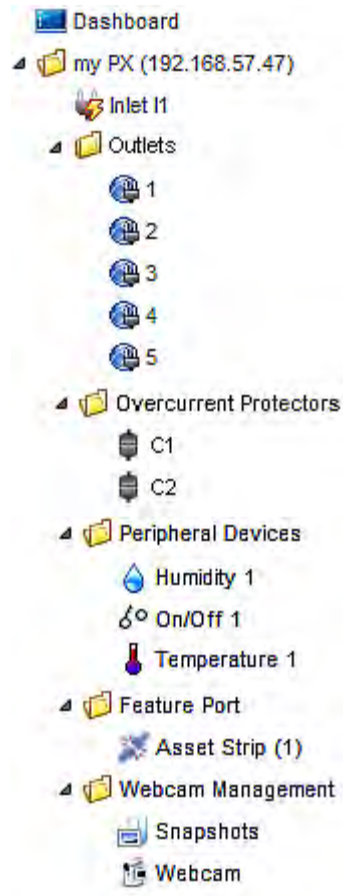 Dashboard
my PX (192.168.57.47)
Inlet I1
Outlets
1
2
3
4
5
Overcurrent Protectors
C1
C2
Peripheral Devices
Humidity 1
On/Off 1
Temperature 1
Feature Port
Asset Strip (1)
Webcam Management
Snapshots
Webcam